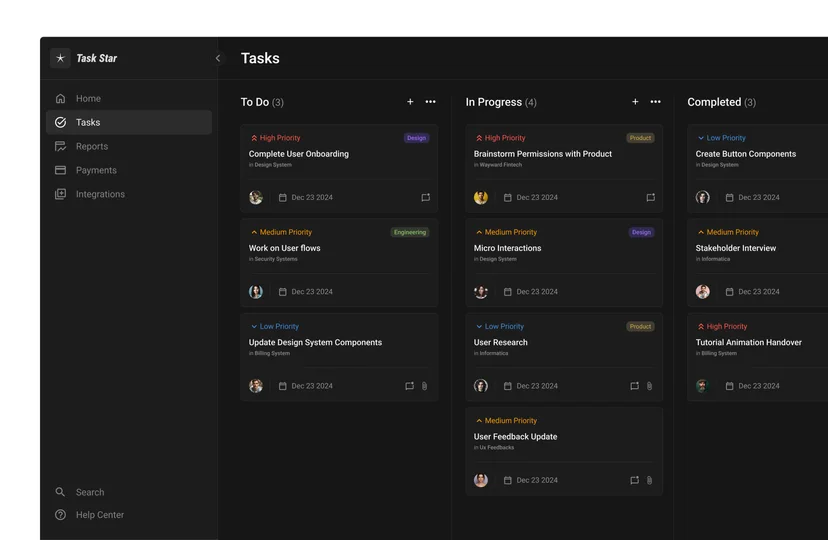 Task Star
Home
Tasks
Reports
Payments
Integrations
Search
Help Center
Tasks
To Do (3)
High Priority Design
Complete User Onboarding
in Design System
Dec 23 2024
Medium Priority Engineering
Work on User flows
in Security Systems
Dec 23 2024
Low Priority
Update Design System Components
in Billing System
Dec 23 2024
In Progress (4)
High Priority Product
Brainstorm Permissions with Product
in Wayward Fintech
Dec 23 2024
Medium Priority Design
Micro Interactions
in Design System
Dec 23 2024
Low Priority Product
User Research
in Informatica
Dec 23 2024
Medium Priority
User Feedback Update
in Us Feedbacks
Dec 23 2024
Completed (3)
Low Priority
Create Button Components
in Design System
Dec 23 2024
Medium Priority
Stakeholder Interview
in Informatica
Dec 23 2024
High Priority
Tutorial Animation Handover
in Billing System
Dec 23 2024